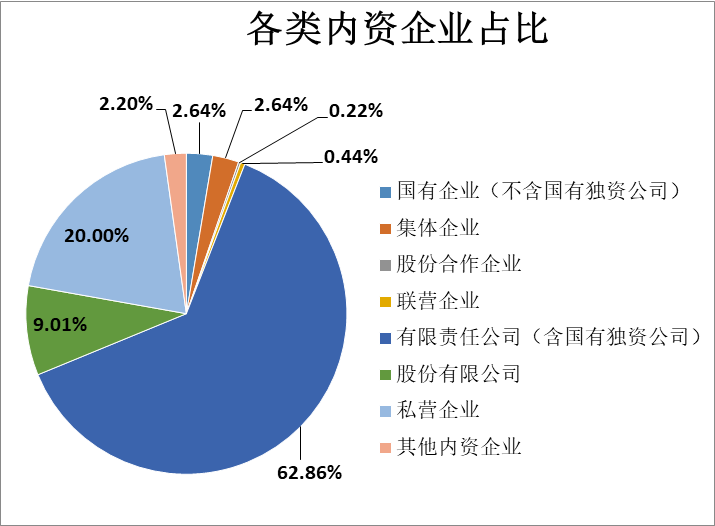 各类内资企业占比
2.20%
2.64%
2.64%
0.22%
0.44%
20.00%
9.01%
62.86%
国有企业（不含国有独资公司）
集体企业
股份合作企业
联营企业
有限责任公司（含国有独资公司）
股份有限公司
私营企业
其他内资企业